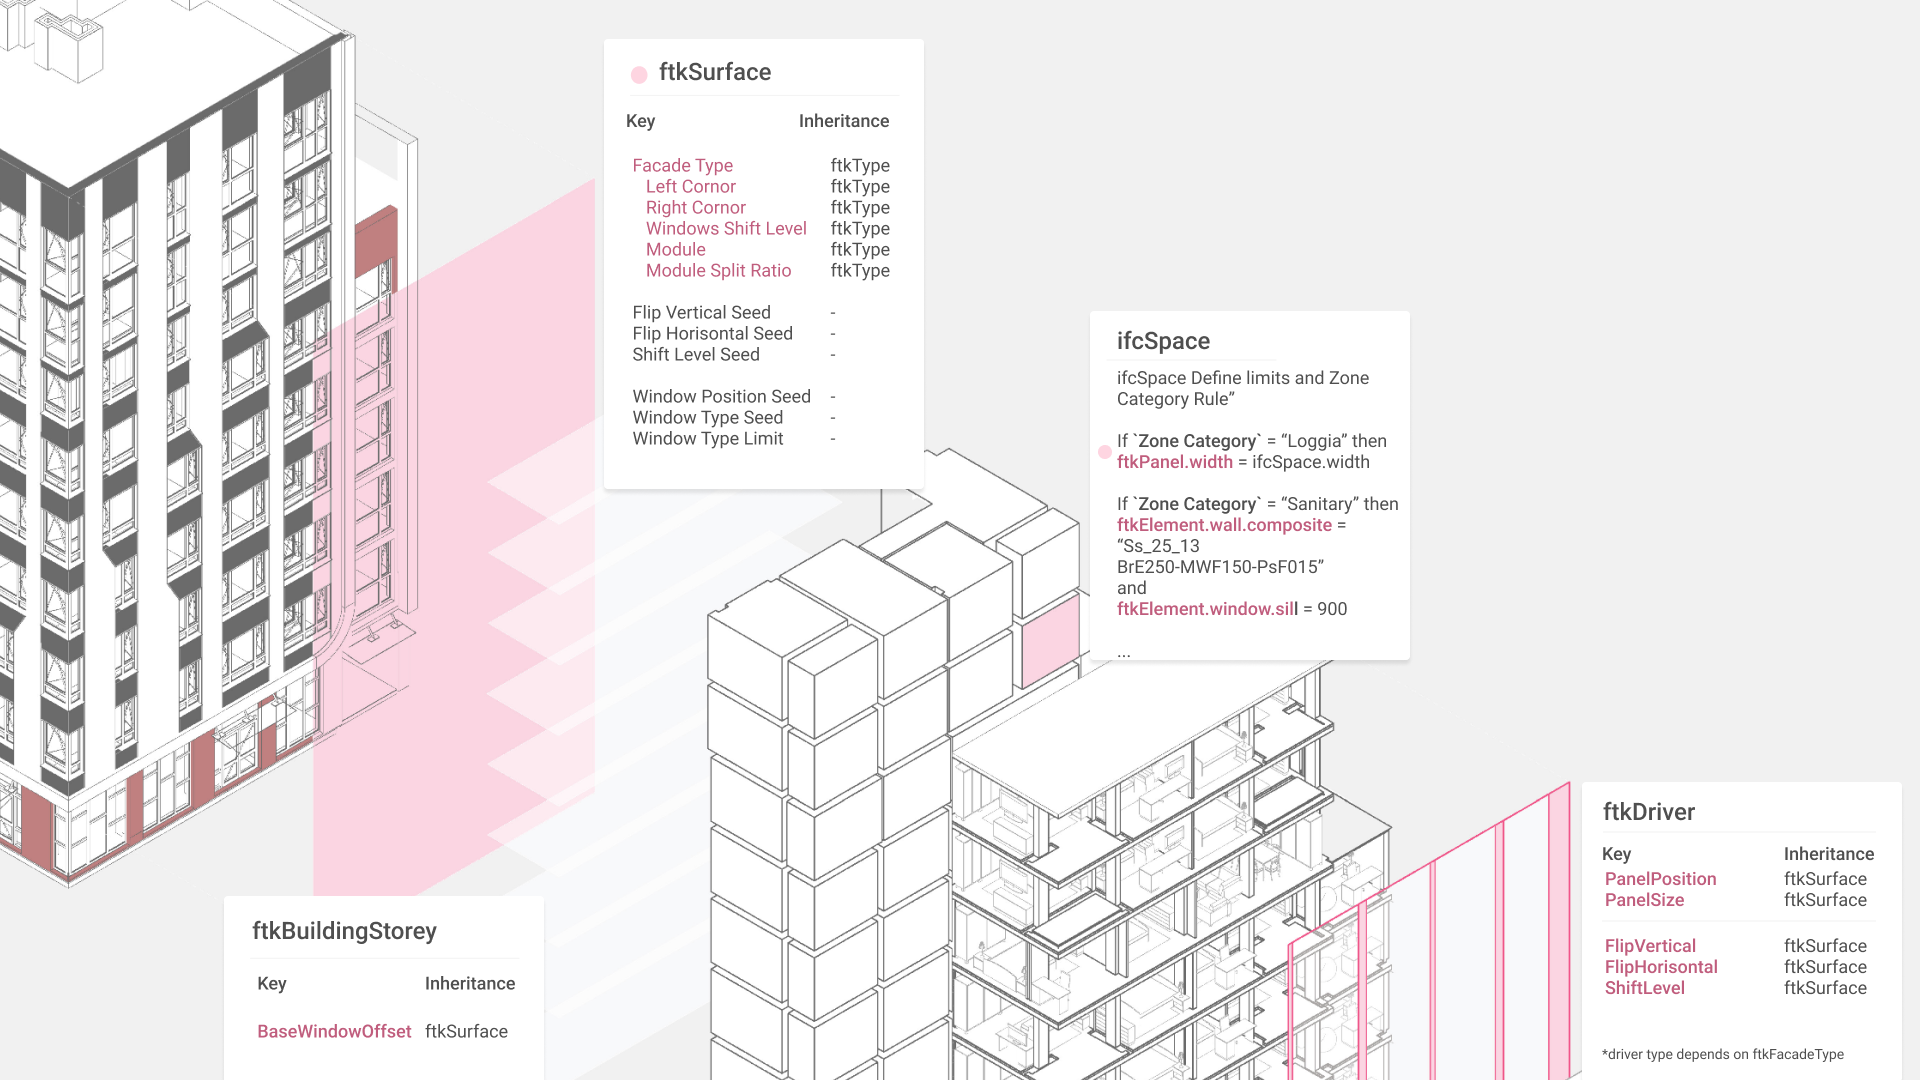 ftkSurface
Key Inheritance
Facade Type ftkType
Left Cornor ftkType
Right Cornor ftkType
Windows Shift Level ftkType
Module ftkType
Module Split Ratio ftkType
Flip Vertical Seed -
Flip Horisontal Seed -
Shift Level Seed -
Window Position Seed -
Window Type Seed -
Window Type Limit -
ifcSpace
ifcSpace Define limits and Zone
Category Rule”
If `Zone Category` = “Loggia” then
ftkPanel.width = ifcSpace.width
If `Zone Category` = “Sanitary” then
ftkElement.wall.composite =
“Ss_25_13
BrE250-MWF150-PsF015”
and
ftkElement.window.sill = 900
...
ftkDriver
Key Inheritance
PanelPosition ftkSurface
PanelSize ftkSurface
FlipVertical ftkSurface
FlipHorisontal ftkSurface
ShiftLevel ftkSurface
*driver type depends on ftkFacadeType
ftkBuildingStorey
Key Inheritance
BaseWindowOffset ftkSurface